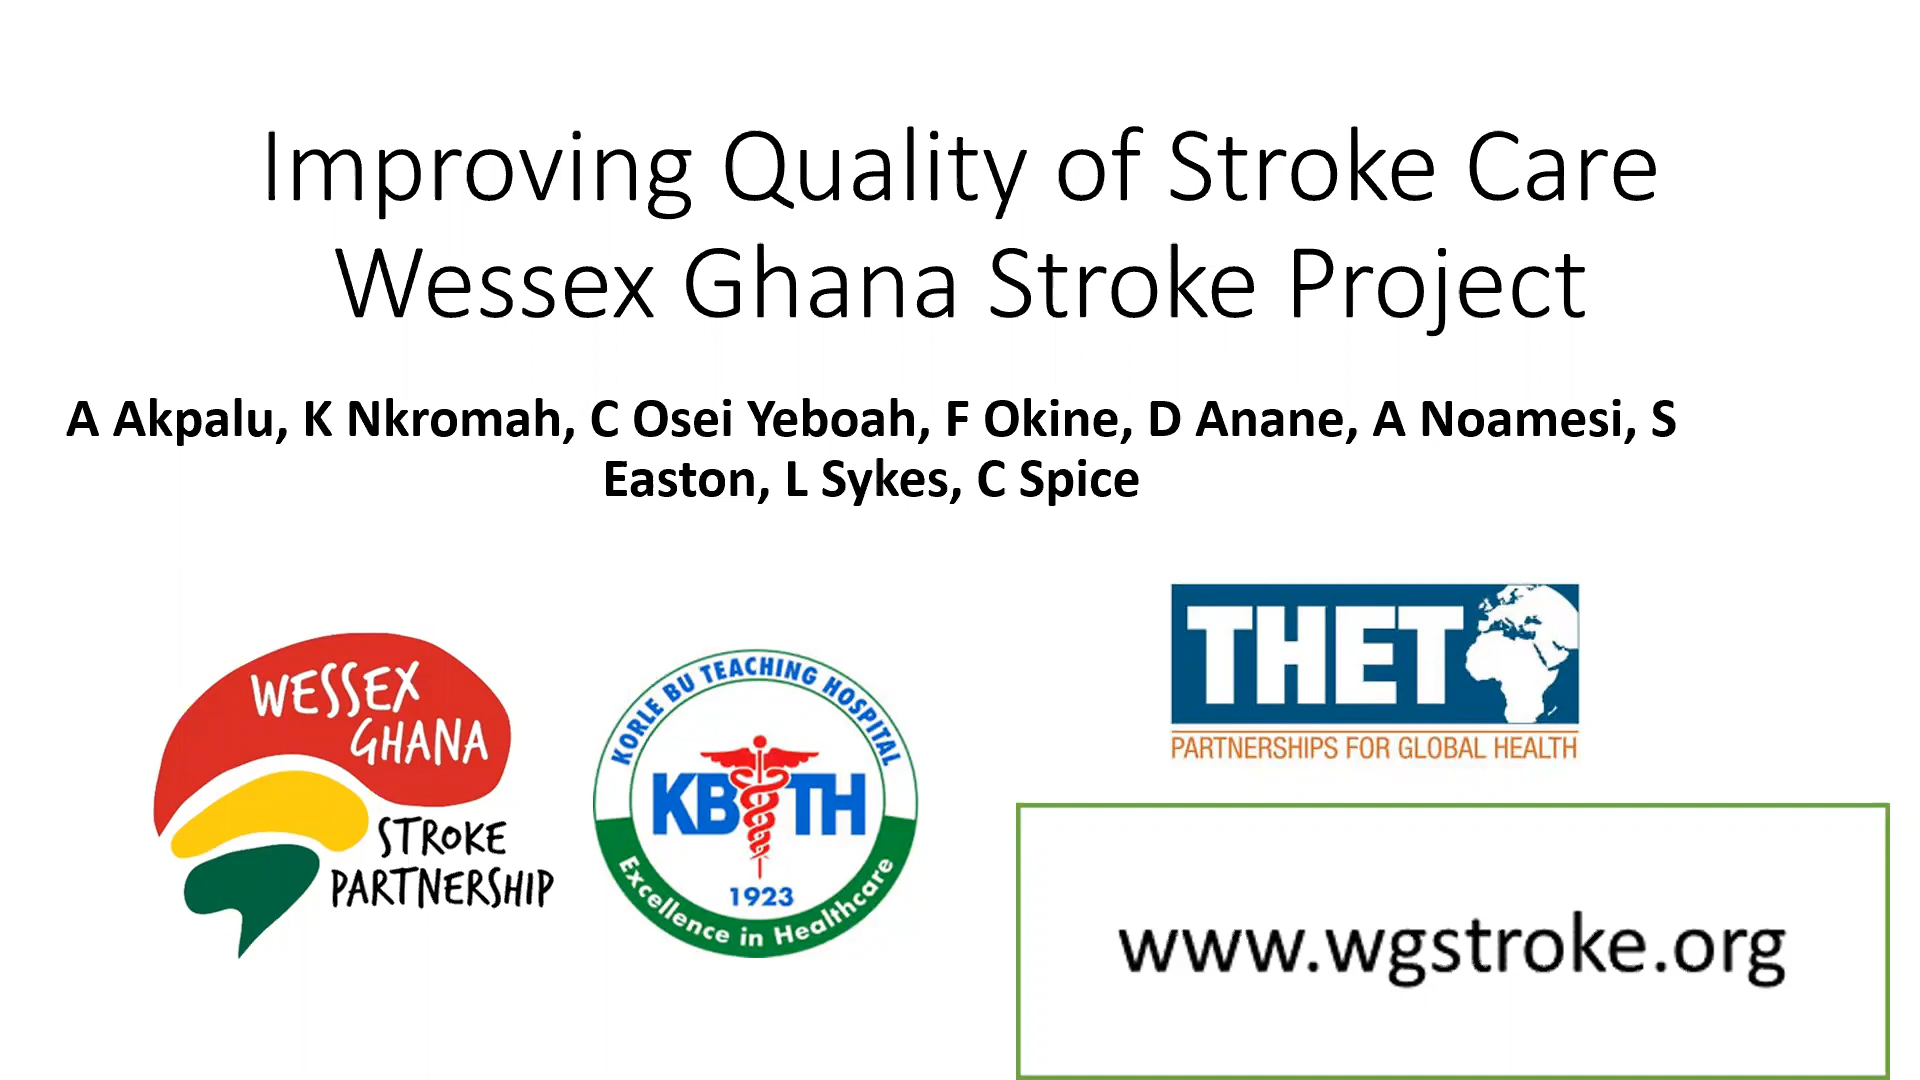 Improving Quality of Stroke Care
Wessex Ghana Stroke Project
A Akpalu, K Nkromah, C Osei Yeboah, F Okine, D Anane, A Noamesi, S
Easton, L Sykes, C Spice
WESSEX
GHANA
STROKE
PARTNERSHIP
KORLE BU TEACHING HOSPITAL
KBTH
1923
Excellence in Healthcare
THET
PARTNERSHIPS FOR GLOBAL HEALTH
www.wgstroke.org